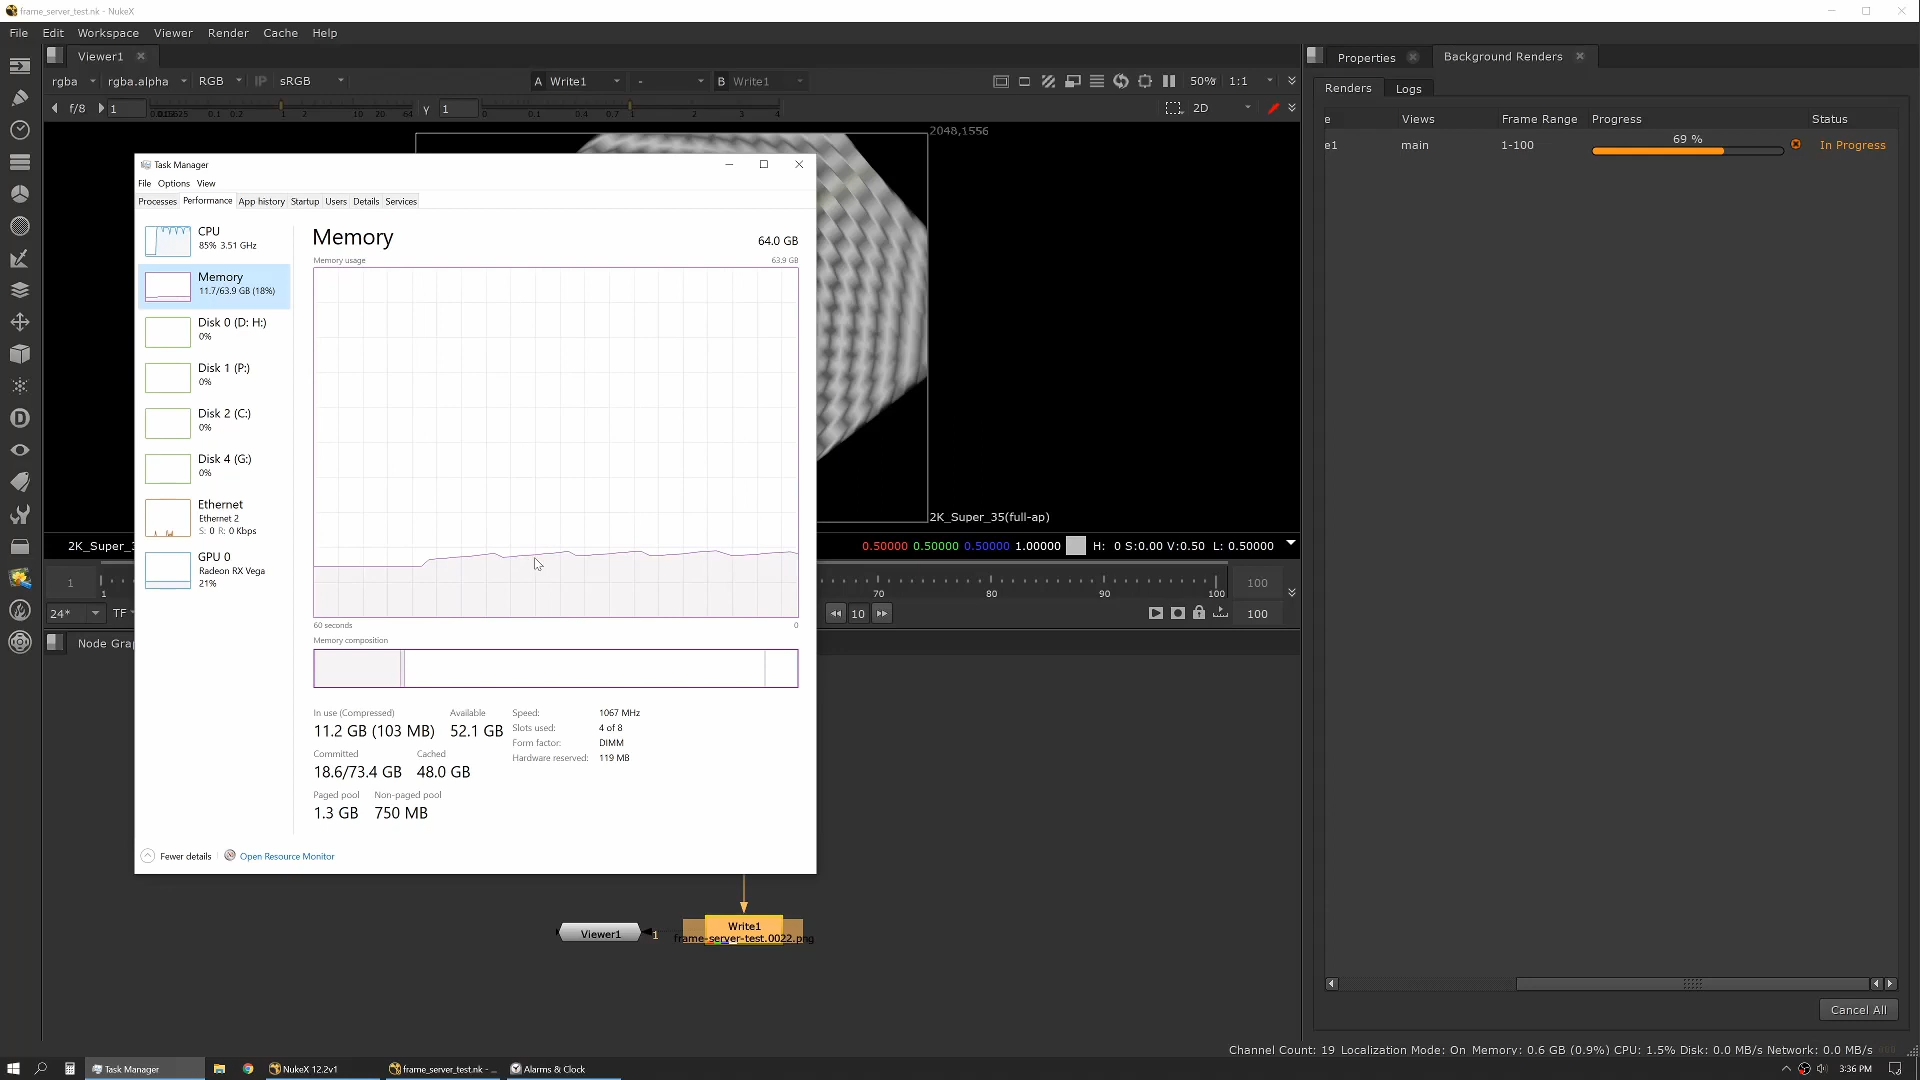 frame_server_test.nk - NukeX
File Edit Workspace Viewer Render Cache Help
Viewer1
rgba rgba.alpha RGB IP sRGB A Write1 - B Write1 50% 1:1
f/8 1 Y 1 2D
2048,1556
2K_Super_35(full-ap)
0.50000 0.50000 0.50000 1.00000 H: 0 S:0.00 V:0.50 L: 0.50000
2K_Super_3
1 1 70 80 90 100 100
24* TF 10 100
Node Gra
Task Manager
File Options View
Processes Performance App history Startup Users Details Services
CPU
85% 3.51 GHz
Memory
11.7/63.9 GB (18%)
Disk 0 (D: H:)
0%
Disk 1 (P:)
0%
Disk 2 (C:)
0%
Disk 4 (G:)
0%
Ethernet
Ethernet 2
S: 0 R: 0 Kbps
GPU 0
Radeon RX Vega
21%
Memory 64.0 GB
Memory usage 63.9 GB
60 seconds 0
Memory composition
In use (Compressed) Available
11.2 GB (103 MB) 52.1 GB
Committed Cached
18.6/73.4 GB 48.0 GB
Paged pool Non-paged pool
1.3 GB 750 MB
Speed: 1067 MHz
Slots used: 4 of 8
Form factor: DIMM
Hardware reserved: 119 MB
Fewer details Open Resource Monitor
Viewer1 1 Write1
frame-server-test.0022.png
Properties Background Renders
Renders Logs
e Views Frame Range Progress Status
e1 main 1-100 69 % In Progress
Cancel All
Channel Count: 19 Localization Mode: On Memory: 0.6 GB (0.9%) CPU: 1.5% Disk: 0.0 MB/s Network: 0.0 MB/s
Task Manager NukeX 12.2v1 frame_server_test.nk - ... Alarms & Clock 3:36 PM